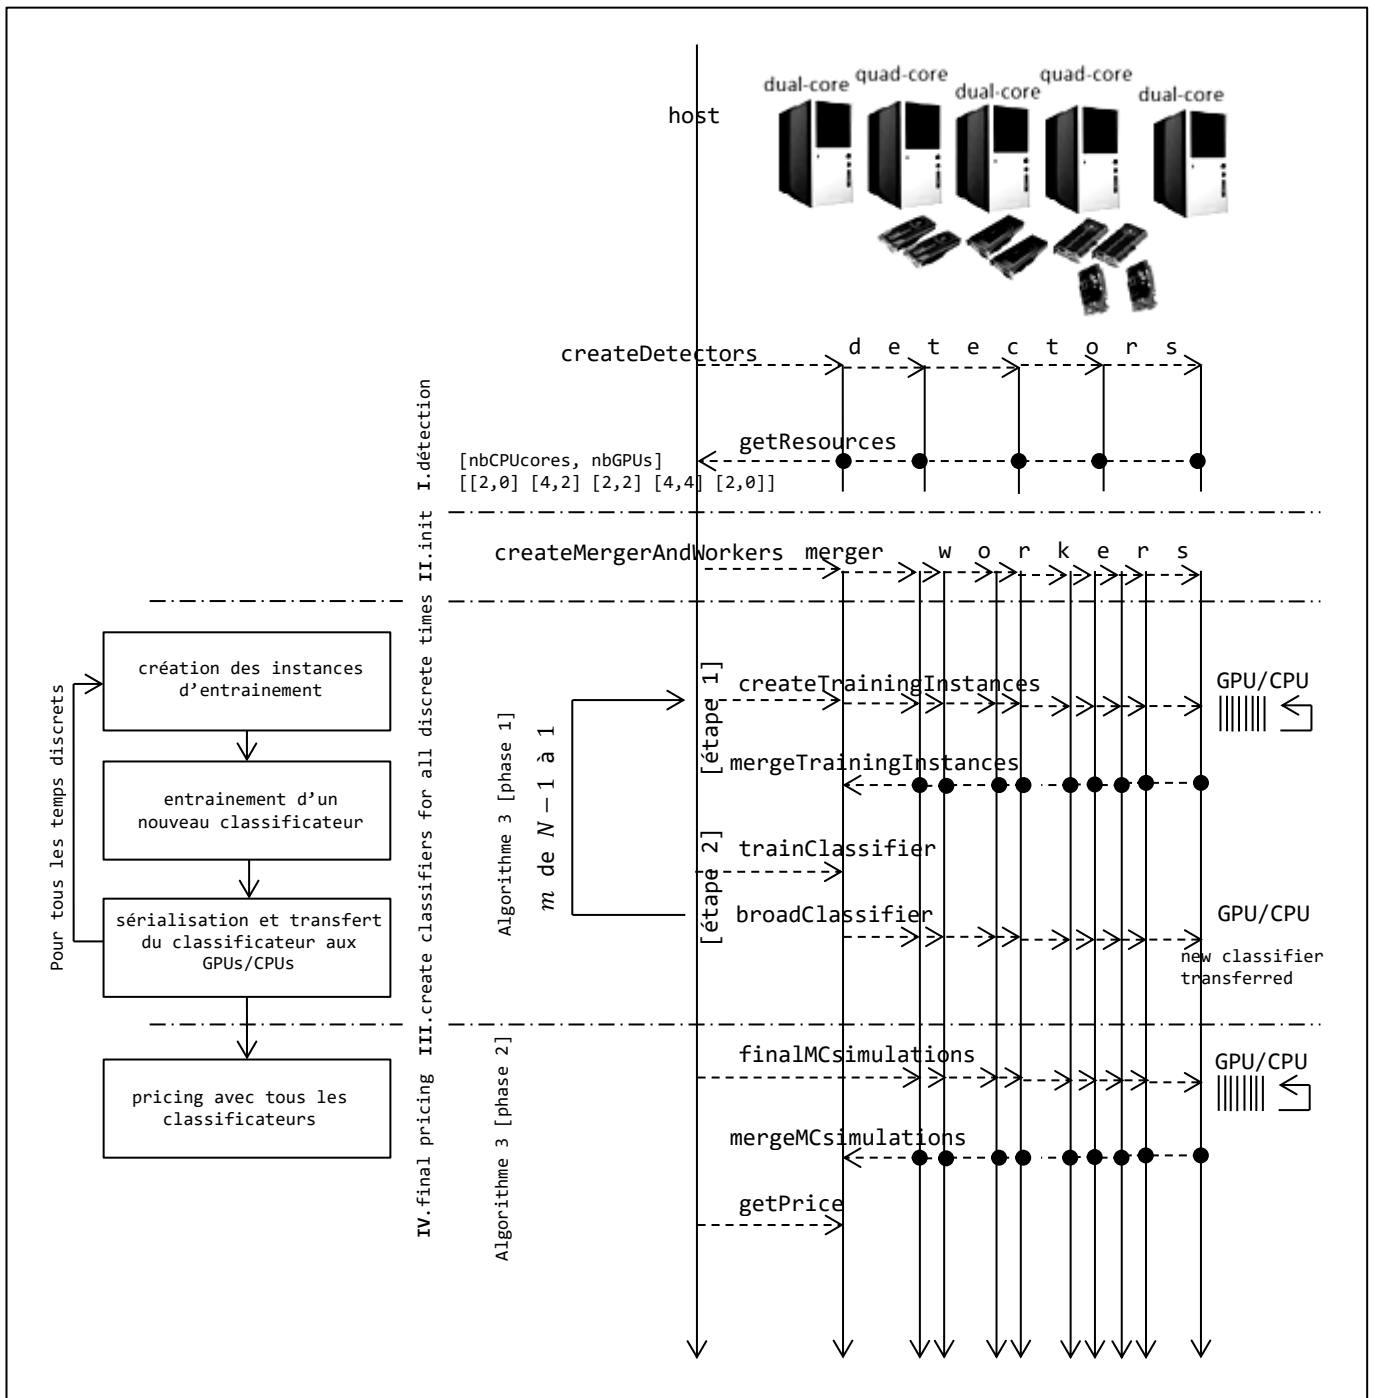 dual-core
quad-core
dual-core
quad-core
dual-core
host
createDetectors
d e t e c t o r s
getResources
[nbCPUcores, nbGPUs]
[[2,0] [4,2] [2,2] [4,4] [2,0]]
I.détection
createMergerAndWorkers
merger
w o r k e r s
II.init
Pour tous les temps discrets
création des instances
d’entrainement
entrainement d’un
nouveau classificateur
sérialisation et transfert
du classificateur aux
GPUs/CPUs
III.create classifiers for all discrete times
Algorithme 3 [phase 1]
m de N − 1 à 1
[étape 1]
createTrainingInstances
GPU/CPU
mergeTrainingInstances
[étape 2]
trainClassifier
broadClassifier
GPU/CPU
new classifier
transferred
pricing avec tous les
classificateurs
IV.final pricing
Algorithme 3 [phase 2]
finalMCsimulations
GPU/CPU
mergeMCsimulations
getPrice